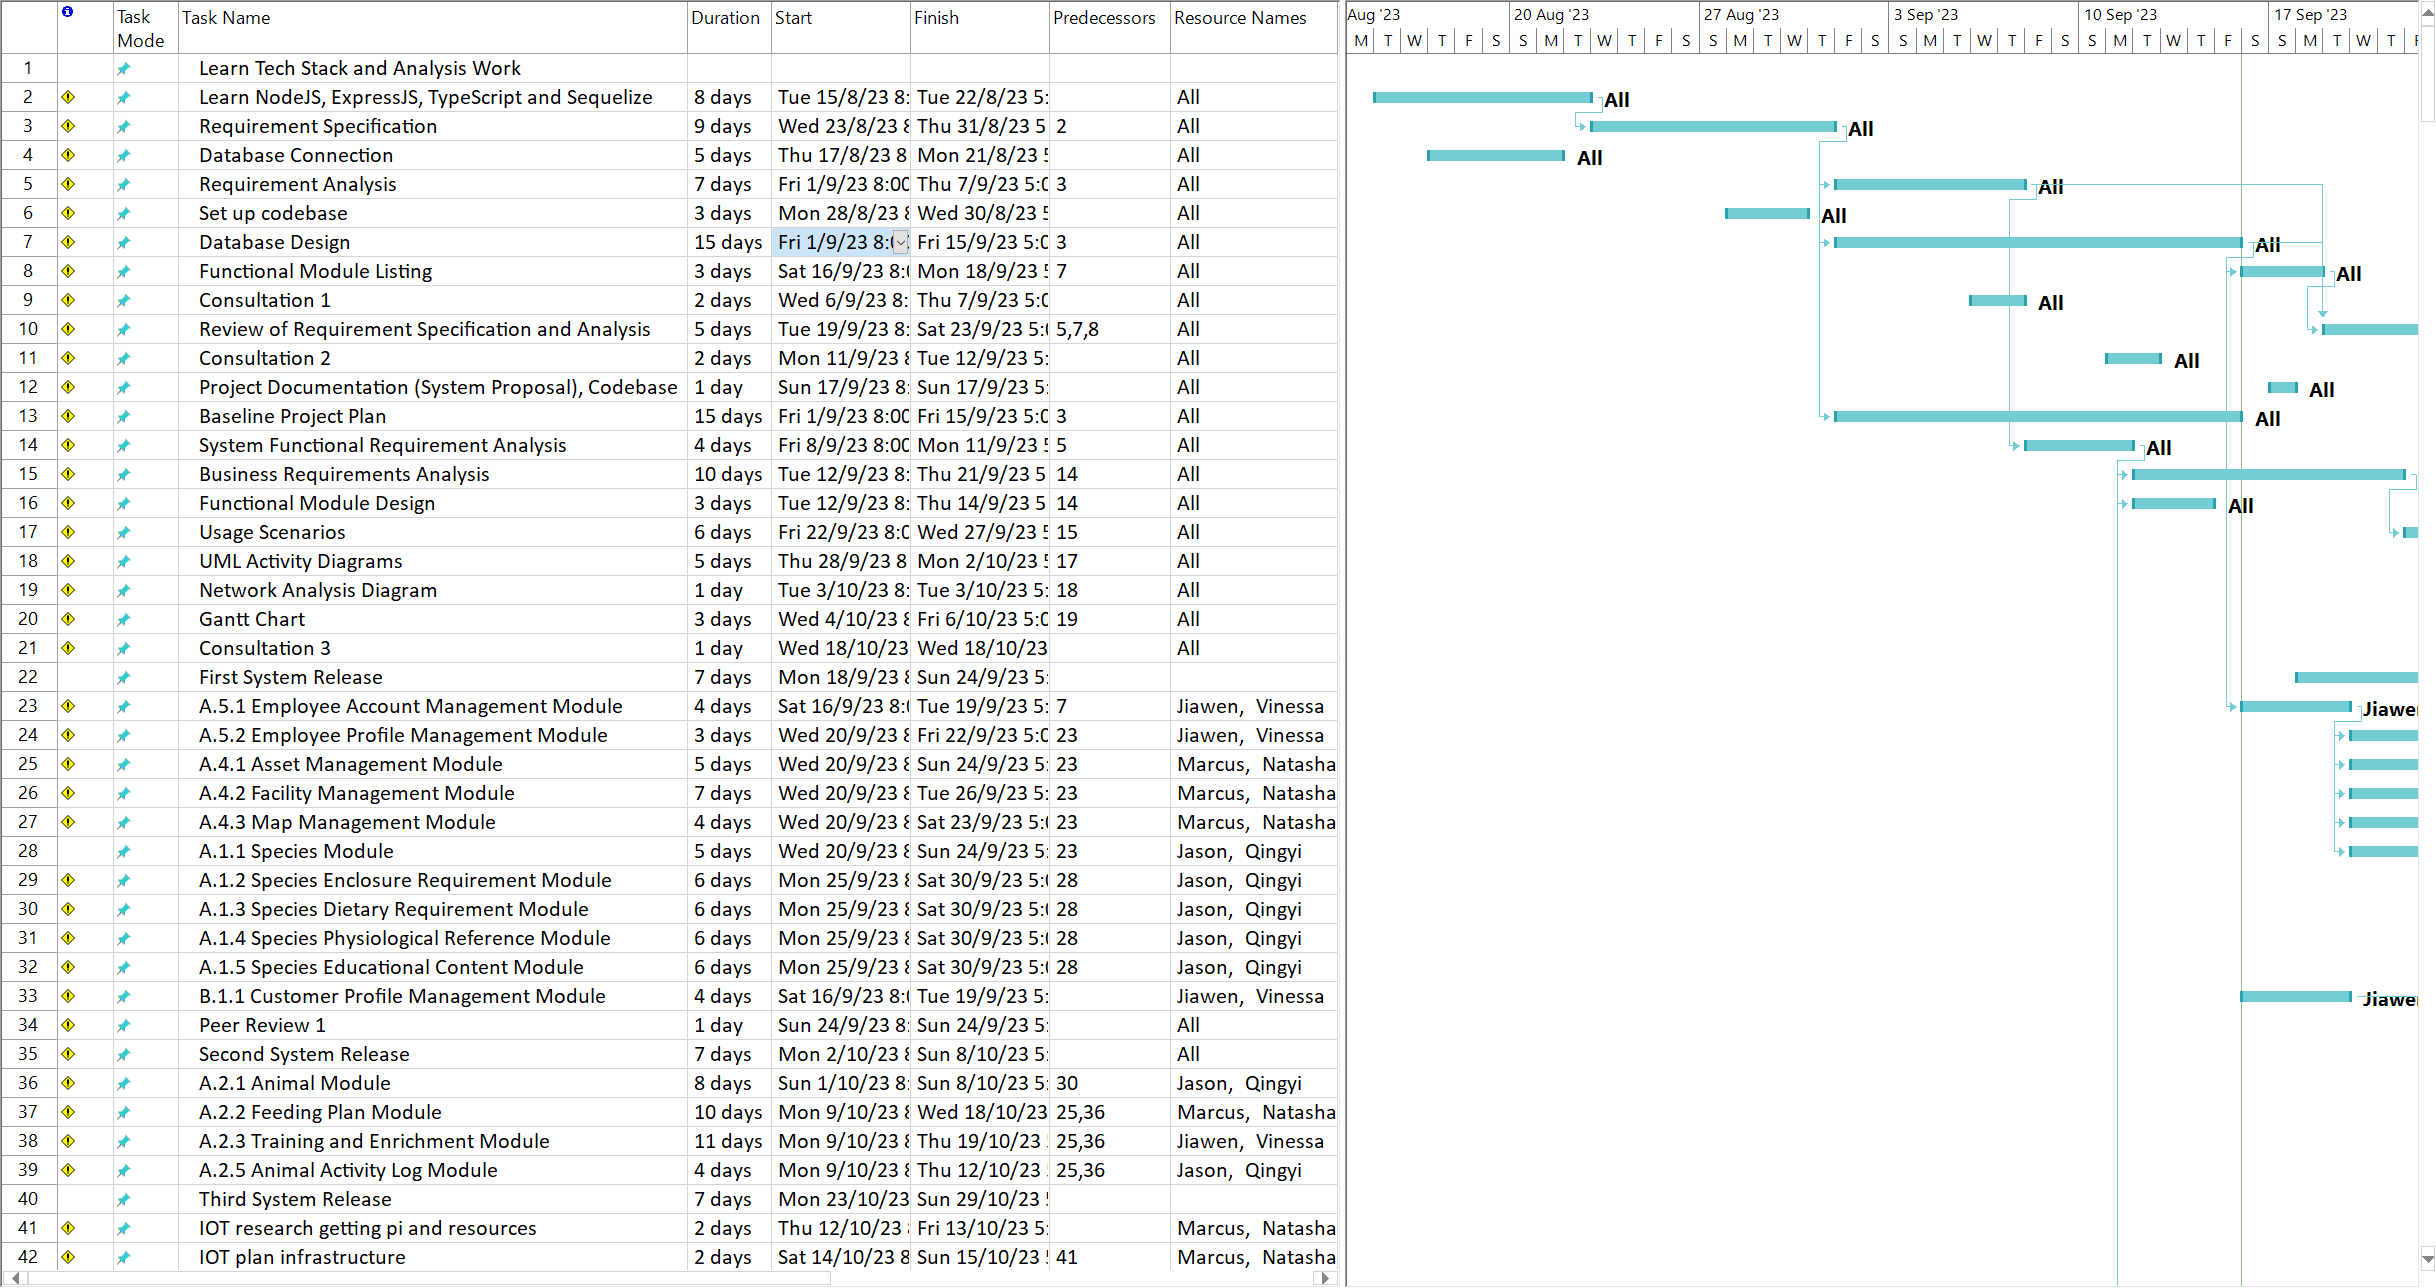 Task Mode Task Name Duration Start Finish Predecessors Resource Names
1 Learn Tech Stack and Analysis Work
2 Learn NodeJS, ExpressJS, TypeScript and Sequelize 8 days Tue 15/8/23 8: Tue 22/8/23 5: All
3 Requirement Specification 9 days Wed 23/8/23 8 Thu 31/8/23 5 2 All
4 Database Connection 5 days Thu 17/8/23 8 Mon 21/8/23 5 All
5 Requirement Analysis 7 days Fri 1/9/23 8:00 Thu 7/9/23 5:0 3 All
6 Set up codebase 3 days Mon 28/8/23 8 Wed 30/8/23 5 All
7 Database Design 15 days Fri 1/9/23 8:0 Fri 15/9/23 5:0 3 All
8 Functional Module Listing 3 days Sat 16/9/23 8:0 Mon 18/9/23 5 7 All
9 Consultation 1 2 days Wed 6/9/23 8: Thu 7/9/23 5:0 All
10 Review of Requirement Specification and Analysis 5 days Tue 19/9/23 8: Sat 23/9/23 5:0 5,7,8 All
11 Consultation 2 2 days Mon 11/9/23 8 Tue 12/9/23 5: All
12 Project Documentation (System Proposal), Codebase 1 day Sun 17/9/23 8: Sun 17/9/23 5: All
13 Baseline Project Plan 15 days Fri 1/9/23 8:00 Fri 15/9/23 5:0 3 All
14 System Functional Requirement Analysis 4 days Fri 8/9/23 8:00 Mon 11/9/23 5 5 All
15 Business Requirements Analysis 10 days Tue 12/9/23 8: Thu 21/9/23 5 14 All
16 Functional Module Design 3 days Tue 12/9/23 8: Thu 14/9/23 5 14 All
17 Usage Scenarios 6 days Fri 22/9/23 8:0 Wed 27/9/23 5 15 All
18 UML Activity Diagrams 5 days Thu 28/9/23 8 Mon 2/10/23 5 17 All
19 Network Analysis Diagram 1 day Tue 3/10/23 8: Tue 3/10/23 5: 18 All
20 Gantt Chart 3 days Wed 4/10/23 8 Fri 6/10/23 5:0 19 All
21 Consultation 3 1 day Wed 18/10/23 Wed 18/10/23 All
22 First System Release 7 days Mon 18/9/23 8 Sun 24/9/23 5:
23 A.5.1 Employee Account Management Module 4 days Sat 16/9/23 8:0 Tue 19/9/23 5: 7 Jiawen, Vinessa
24 A.5.2 Employee Profile Management Module 3 days Wed 20/9/23 8 Fri 22/9/23 5:0 23 Jiawen, Vinessa
25 A.4.1 Asset Management Module 5 days Wed 20/9/23 8 Sun 24/9/23 5: 23 Marcus, Natasha
26 A.4.2 Facility Management Module 7 days Wed 20/9/23 8 Tue 26/9/23 5: 23 Marcus, Natasha
27 A.4.3 Map Management Module 4 days Wed 20/9/23 8 Sat 23/9/23 5:0 23 Marcus, Natasha
28 A.1.1 Species Module 5 days Wed 20/9/23 8 Sun 24/9/23 5: 23 Jason, Qingyi
29 A.1.2 Species Enclosure Requirement Module 6 days Mon 25/9/23 8 Sat 30/9/23 5:0 28 Jason, Qingyi
30 A.1.3 Species Dietary Requirement Module 6 days Mon 25/9/23 8 Sat 30/9/23 5:0 28 Jason, Qingyi
31 A.1.4 Species Physiological Reference Module 6 days Mon 25/9/23 8 Sat 30/9/23 5:0 28 Jason, Qingyi
32 A.1.5 Species Educational Content Module 6 days Mon 25/9/23 8 Sat 30/9/23 5:0 28 Jason, Qingyi
33 B.1.1 Customer Profile Management Module 4 days Sat 16/9/23 8:0 Tue 19/9/23 5: Jiawen, Vinessa
34 Peer Review 1 1 day Sun 24/9/23 8: Sun 24/9/23 5: All
35 Second System Release 7 days Mon 2/10/23 8 Sun 8/10/23 5: All
36 A.2.1 Animal Module 8 days Sun 1/10/23 8: Sun 8/10/23 5: 30 Jason, Qingyi
37 A.2.2 Feeding Plan Module 10 days Mon 9/10/23 8 Wed 18/10/23 25,36 Marcus, Natasha
38 A.2.3 Training and Enrichment Module 11 days Mon 9/10/23 8 Thu 19/10/23 25,36 Jiawen, Vinessa
39 A.2.5 Animal Activity Log Module 4 days Mon 9/10/23 8 Thu 12/10/23 25,36 Jason, Qingyi
40 Third System Release 7 days Mon 23/10/23 Sun 29/10/23 5
41 IOT research getting pi and resources 2 days Thu 12/10/23 8 Fri 13/10/23 5: Marcus, Natasha
42 IOT plan infrastructure 2 days Sat 14/10/23 8 Sun 15/10/23 5: 41 Marcus, Natasha
Aug '23 20 Aug '23 27 Aug '23 3 Sep '23 10 Sep '23 17 Sep '23
M T W T F S S M T W T F S S M T W T F S S M T W T F S S M T W T F S S M T W T F
All
All
All
All
All
All
All
All
All
All
All
All
All
Jiawe
Jiawe